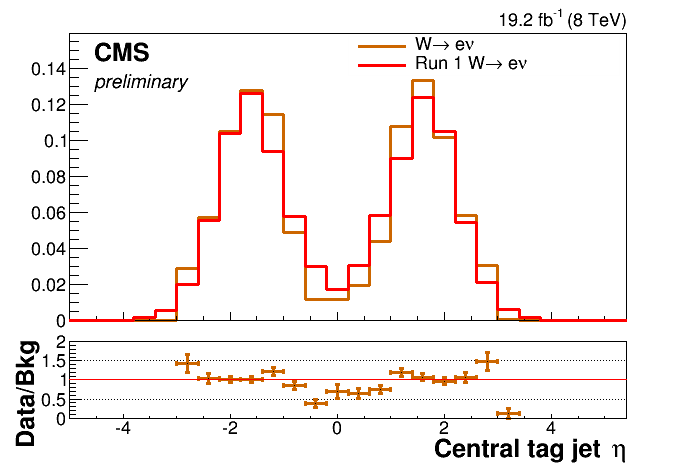 19.2 fb-1 (8 TeV)
CMS
preliminary
W→ eν
Run 1 W→ eν
0.14
0.12
0.1
0.08
0.06
0.04
0.02
0
Data/Bkg
2
1.5
1
0.5
0
-4 -2 0 2 4
Central tag jet η